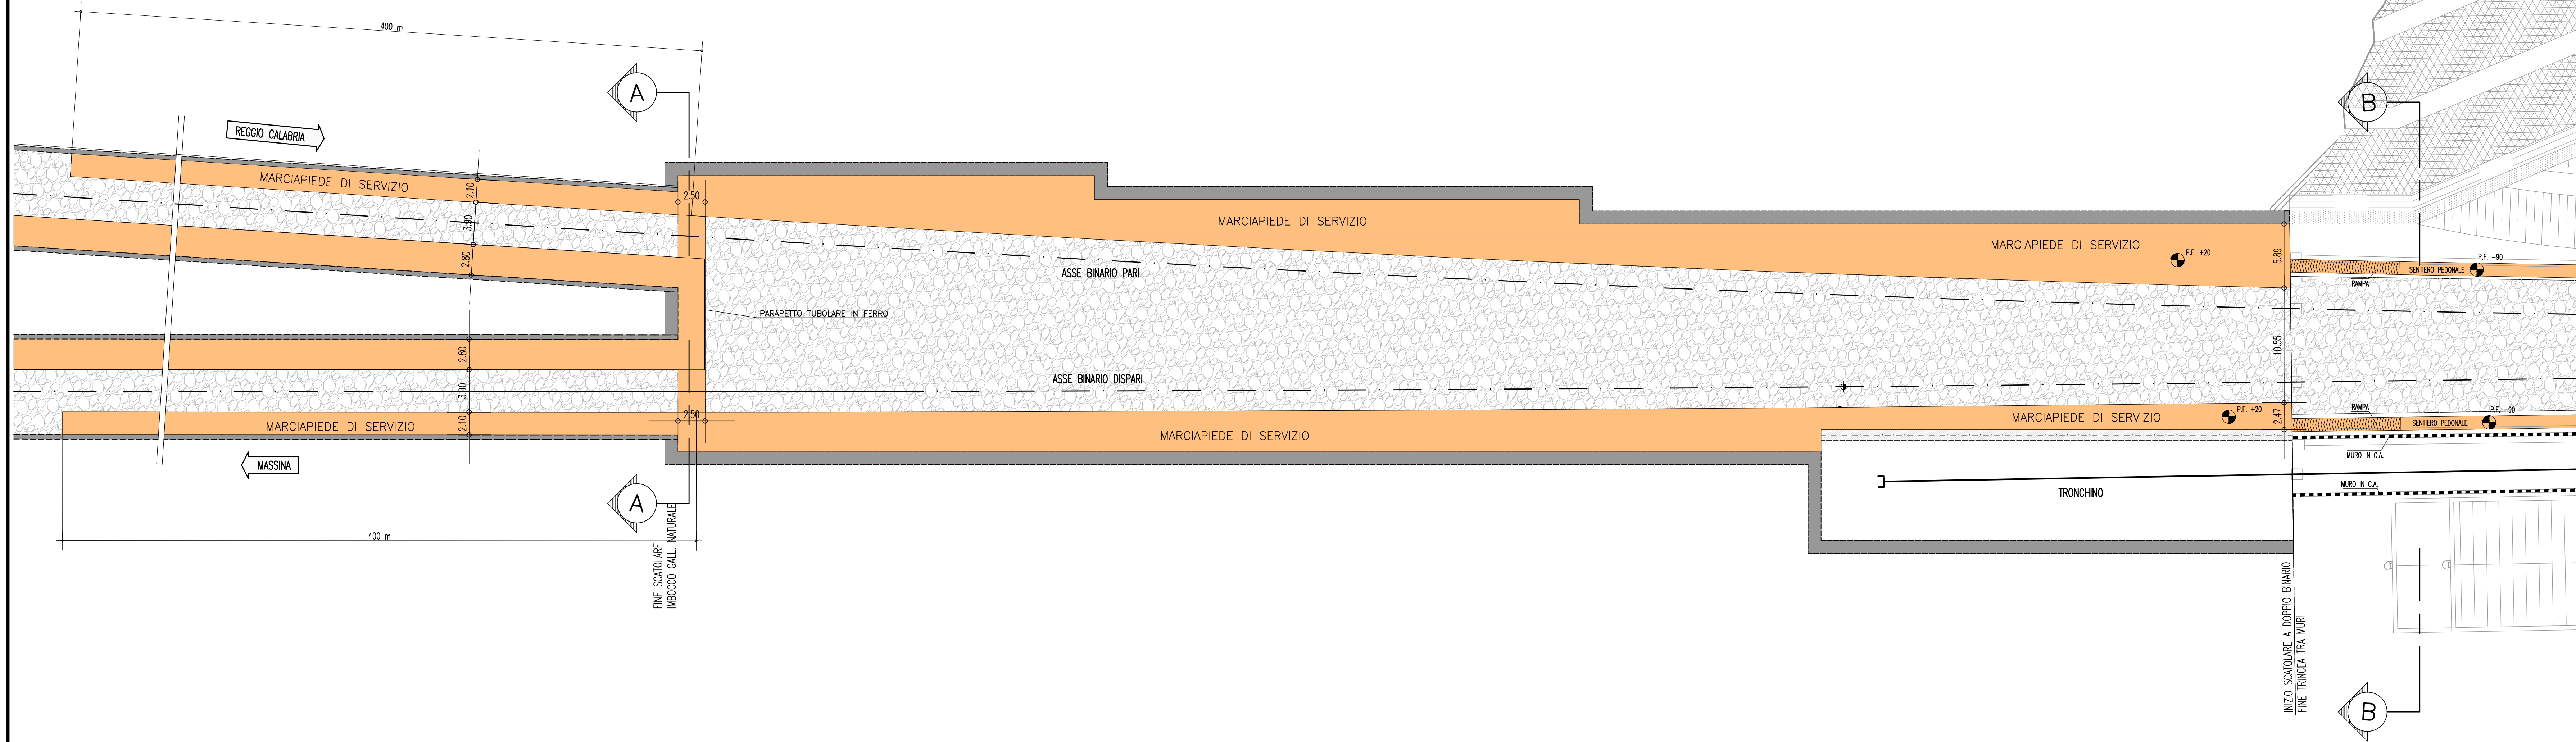 400 m
A
B
REGGIO CALABRIA
MARCIAPIEDE DI SERVIZIO
2.10
3.90
2.80
2.50
MARCIAPIEDE DI SERVIZIO
MARCIAPIEDE DI SERVIZIO
P.F. +20
5.89
ASSE BINARIO PARI
SENTIERO PEDONALE
P.F. -90
RAMPA
PARAPETTO TUBOLARE IN FERRO
10.55
2.80
3.90
2.10
ASSE BINARIO DISPARI
2.50
MARCIAPIEDE DI SERVIZIO
MARCIAPIEDE DI SERVIZIO
MARCIAPIEDE DI SERVIZIO
P.F. +20
2.47
RAMPA
SENTIERO PEDONALE
P.F. -90
MURO IN C.A.
MASSINA
MURO IN C.A.
TRONCHINO
A
400 m
FINE SCATOLARE
IMBOCCO GALL. NATURALE
INIZIO SCATOLARE A DOPPIO BINARIO
FINE TRINCEA TRA MURI
B